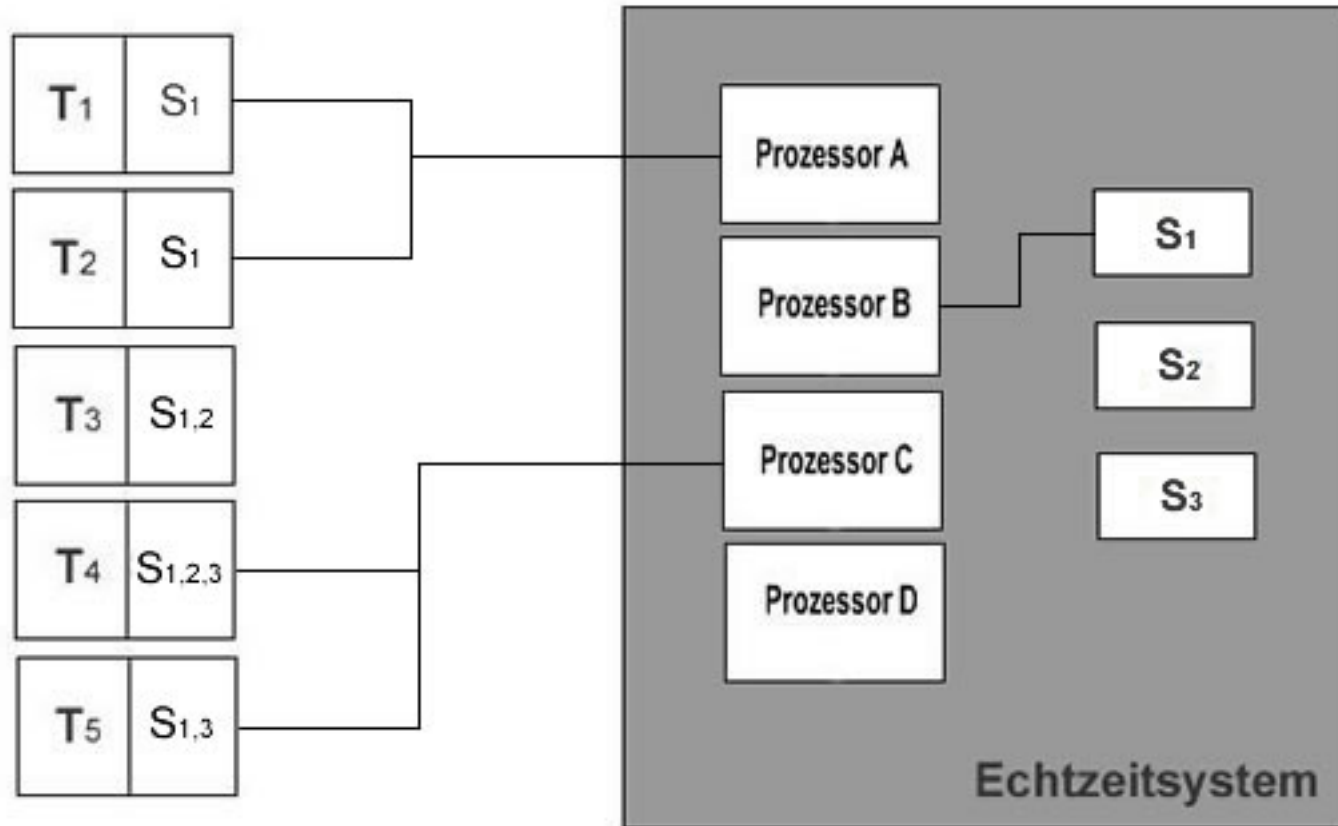 T1 S1
T2 S1
T3 S1,2
T4 S1,2,3
T5 S1,3
Prozessor A
Prozessor B
Prozessor C
Prozessor D
S1
S2
S3
Echtzeitsystem